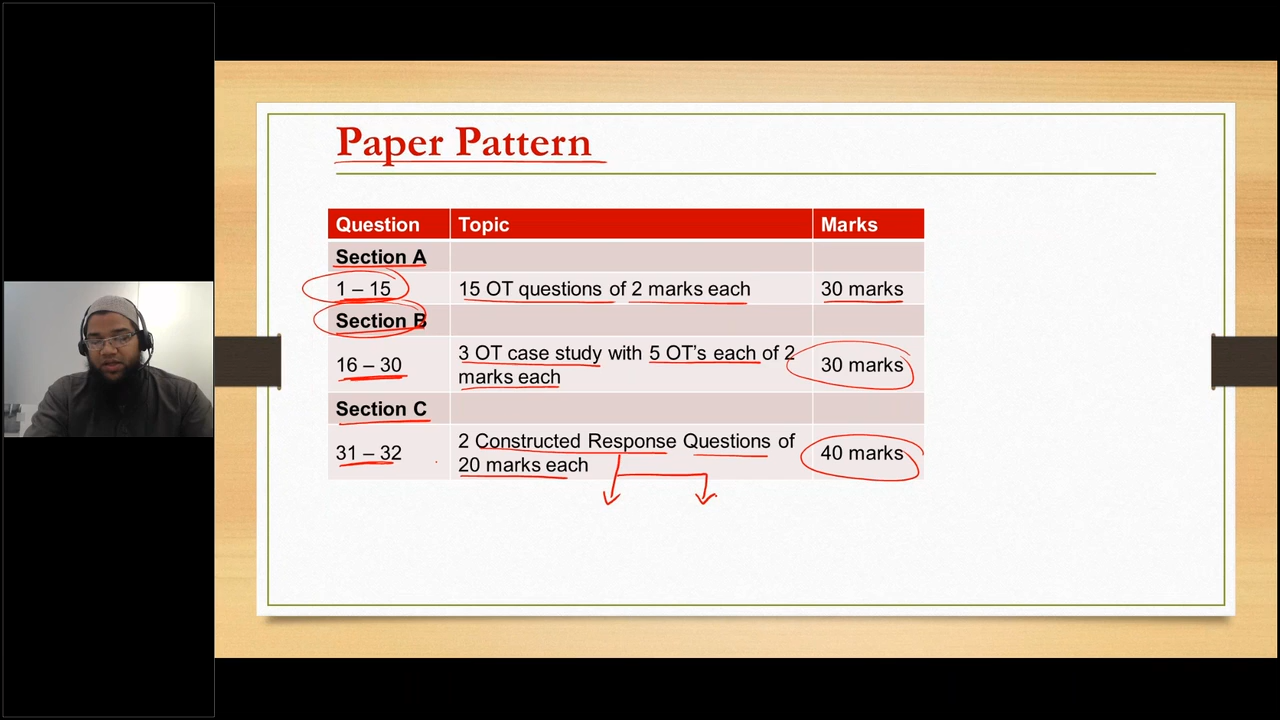 Paper Pattern
Question Topic Marks
Section A
1 – 15 15 OT questions of 2 marks each 30 marks
Section B
16 – 30 3 OT case study with 5 OT's each of 2 marks each 30 marks
Section C
31 – 32 2 Constructed Response Questions of 20 marks each 40 marks